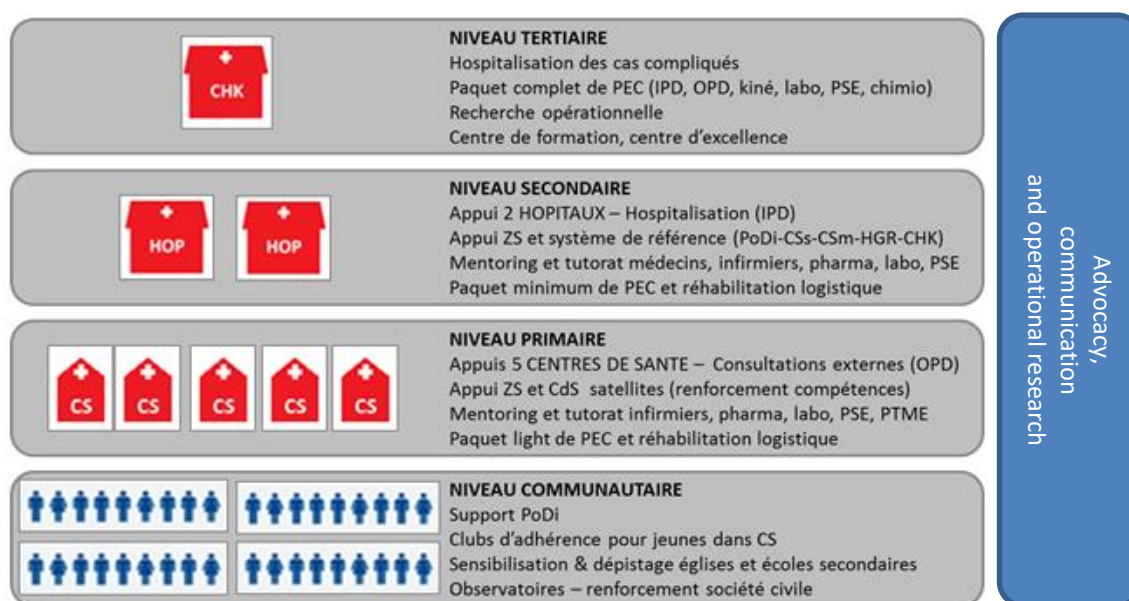 CHK
NIVEAU TERTIAIRE
Hospitalisation des cas compliqués
Paquet complet de PEC (IPD, OPD, kiné, labo, PSE, chimio)
Recherche opérationnelle
Centre de formation, centre d’excellence
HOP HOP
NIVEAU SECONDAIRE
Appui 2 HOPITAUX – Hospitalisation (IPD)
Appui ZS et système de référence (PoDi-CSs-CSm-HGR-CHK)
Mentoring et tutorat médecins, infirmiers, pharma, labo, PSE
Paquet minimum de PEC et réhabilitation logistique
CS CS CS CS CS
NIVEAU PRIMAIRE
Appuis 5 CENTRES DE SANTE – Consultations externes (OPD)
Appui ZS et CdS satellites (renforcement compétences)
Mentoring et tutorat infirmiers, pharma, labo, PSE, PTME
Paquet light de PEC et réhabilitation logistique
NIVEAU COMMUNAUTAIRE
Support PoDi
Clubs d’adhérence pour jeunes dans CS
Sensibilisation & dépistage églises et écoles secondaires
Observatoires – renforcement société civile
Advocacy,
communication
and operational research